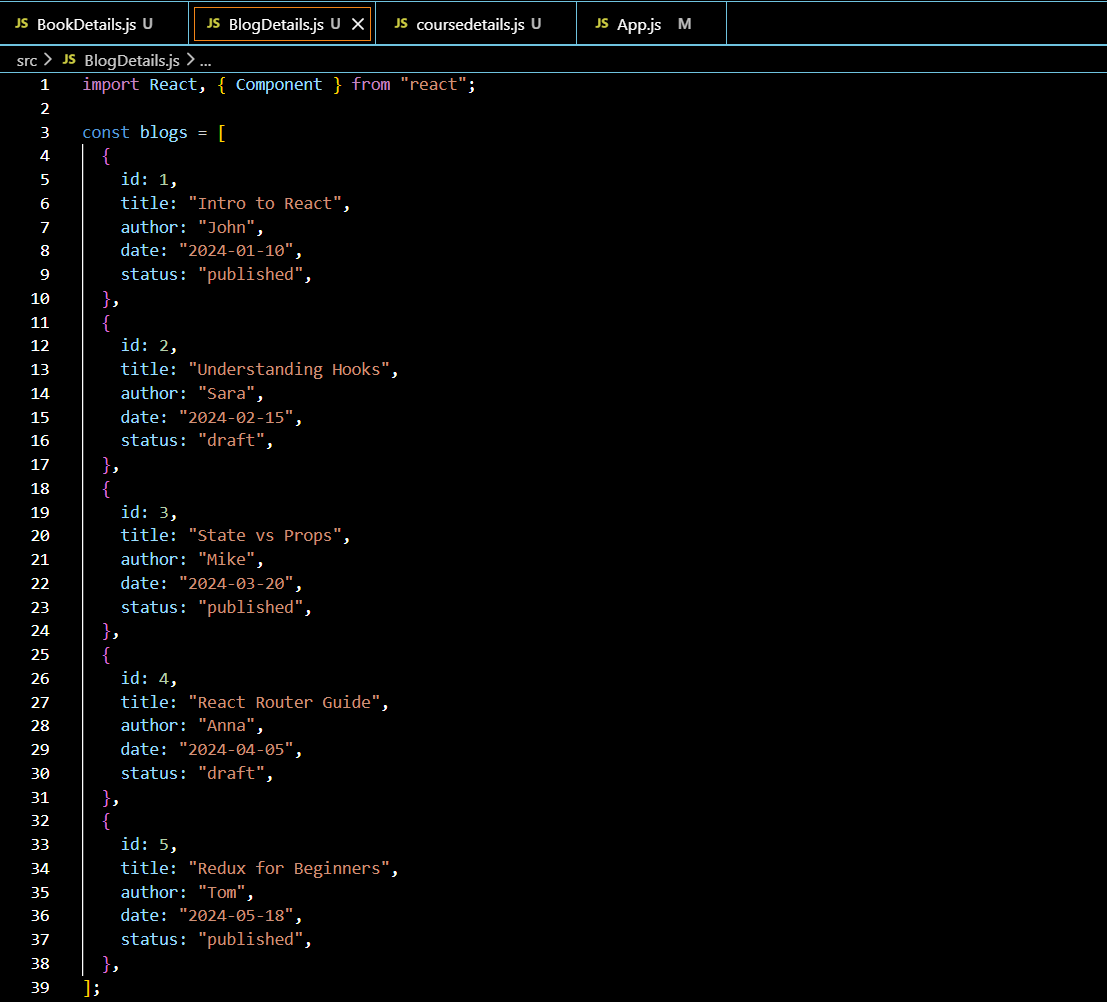 JS BookDetails.js U JS BlogDetails.js U JS coursedetails.js U JS App.js M
src > JS BlogDetails.js > ...
1 import React, { Component } from "react";
2
3 const blogs = [
4   {
5     id: 1,
6     title: "Intro to React",
7     author: "John",
8     date: "2024-01-10",
9     status: "published",
10   },
11   {
12     id: 2,
13     title: "Understanding Hooks",
14     author: "Sara",
15     date: "2024-02-15",
16     status: "draft",
17   },
18   {
19     id: 3,
20     title: "State vs Props",
21     author: "Mike",
22     date: "2024-03-20",
23     status: "published",
24   },
25   {
26     id: 4,
27     title: "React Router Guide",
28     author: "Anna",
29     date: "2024-04-05",
30     status: "draft",
31   },
32   {
33     id: 5,
34     title: "Redux for Beginners",
35     author: "Tom",
36     date: "2024-05-18",
37     status: "published",
38   },
39 ];